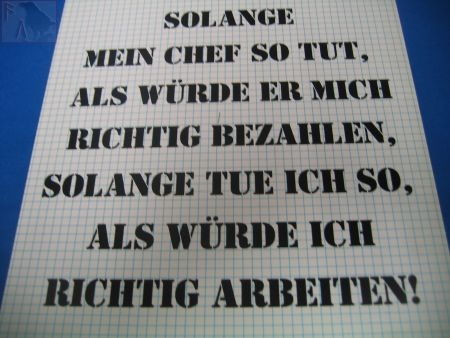 SOLANGE
MEIN CHEF SO TUT,
ALS WÜRDE ER MICH
RICHTIG BEZAHLEN,
SOLANGE TUE ICH SO,
ALS WÜRDE ICH
RICHTIG ARBEITEN!